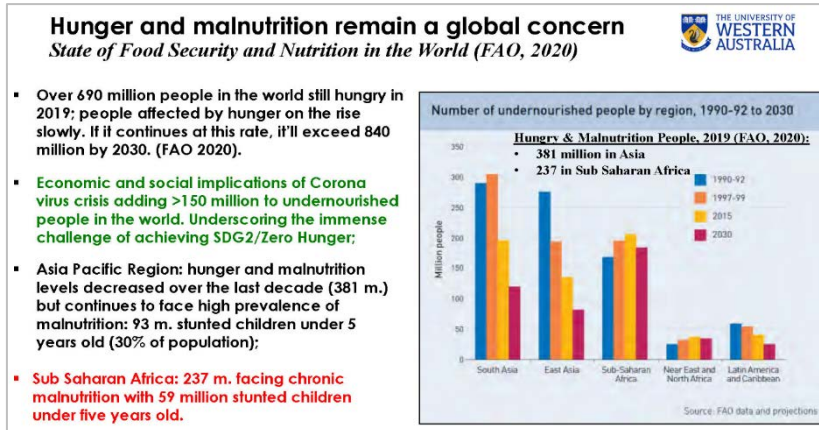 Hunger and malnutrition remain a global concern
State of Food Security and Nutrition in the World (FAO, 2020)
THE UNIVERSITY OF
WESTERN
AUSTRALIA
▪ Over 690 million people in the world still hungry in
2019; people affected by hunger on the rise
slowly. If it continues at this rate, it'll exceed 840
million by 2030. (FAO 2020).
▪ Economic and social implications of Corona
virus crisis adding >150 million to undernourished
people in the world. Underscoring the immense
challenge of achieving SDG2/Zero Hunger;
▪ Asia Pacific Region: hunger and malnutrition
levels decreased over the last decade (381 m.)
but continues to face high prevalence of
malnutrition: 93 m. stunted children under 5
years old (30% of population);
▪ Sub Saharan Africa: 237 m. facing chronic
malnutrition with 59 million stunted children
under five years old.
Number of undernourished people by region, 1990-92 to 2030
Hungry & Malnutrition People, 2019 (FAO, 2020):
• 381 million in Asia
• 237 in Sub Saharan Africa
1990-92
1997-99
2015
2030
Million people
350
300
250
200
150
100
50
0
South Asia
East Asia
Sub-Saharan
Africa
Near East and
North Africa
Latin America
and Caribbean
Source: FAO data and projections